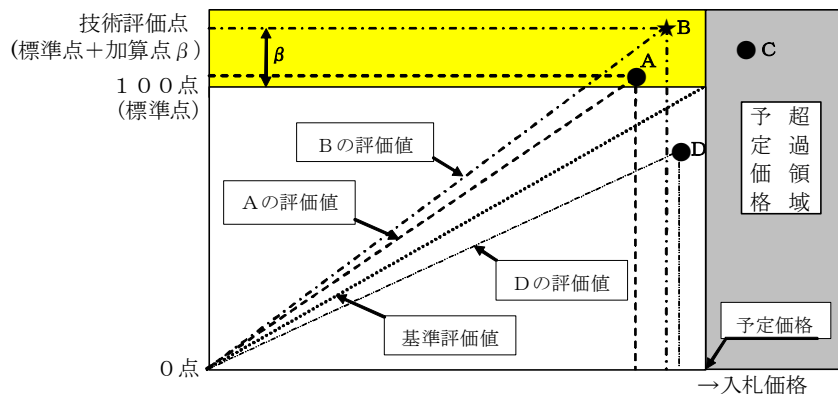 技術評価点
(標準点＋加算点β)
β
B
A
C
１００点
(標準点)
Ｂの評価値
Ａの評価値
D
予定価格
超過領域
Ｄの評価値
基準評価値
予定価格
０点
→入札価格